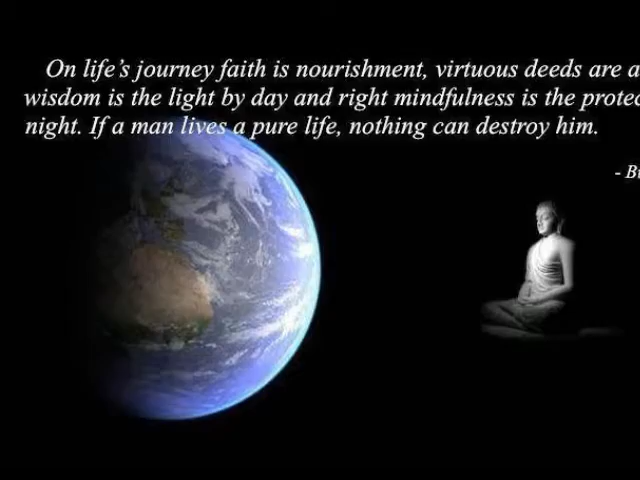 On life's journey faith is nourishment, virtuous deeds are a
wisdom is the light by day and right mindfulness is the protec
night. If a man lives a pure life, nothing can destroy him.
- B